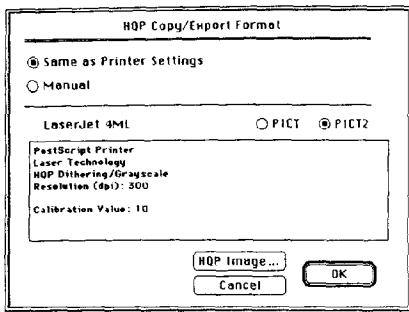 HQP Copy/Export Format
Same as Printer Settings
Manual
LaserJet 4ML PICT PICT2
PostScript Printer
Laser Technology
HQP Dithering/Grayscale
Resolution (dpi): 300
Calibration Value: 10
HQP Image...
OK
Cancel